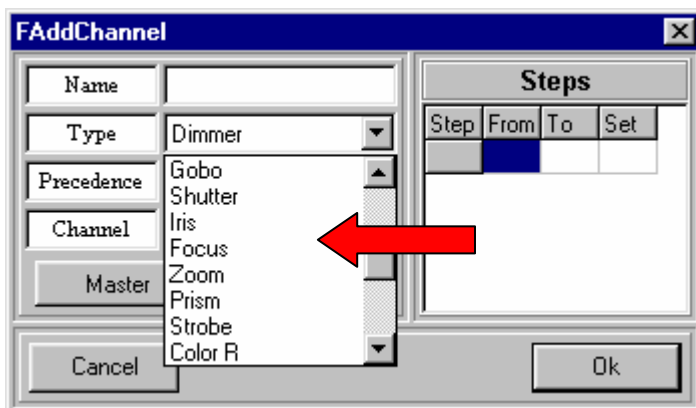 FAddChannel
Name
Type
Dimmer
Precedence
Channel
Master
Gobo
Shutter
Iris
Focus
Zoom
Prism
Strobe
Color R
Steps
Step From To Set
Cancel
Ok